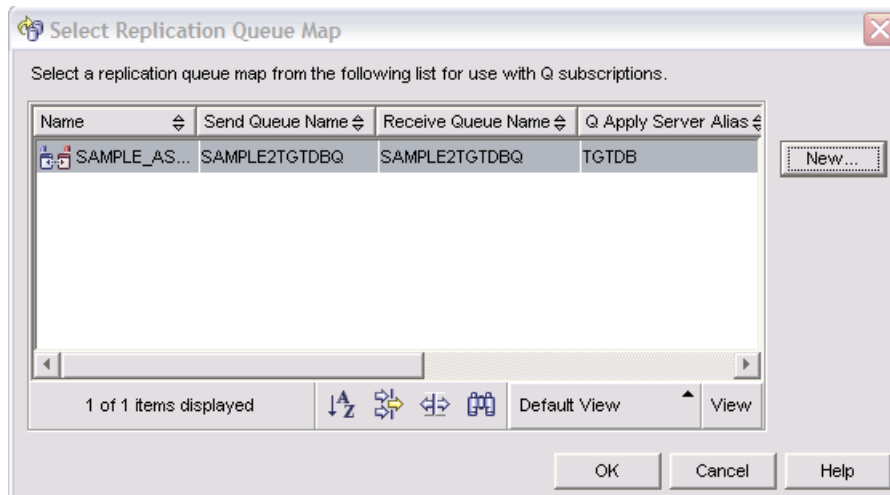 Select Replication Queue Map
Select a replication queue map from the following list for use with Q subscriptions.
Name Send Queue Name Receive Queue Name Q Apply Server Alias
SAMPLE_AS... SAMPLE2TGTDBQ SAMPLE2TGTDBQ TGTDB
New...
1 of 1 items displayed Default View View
OK Cancel Help